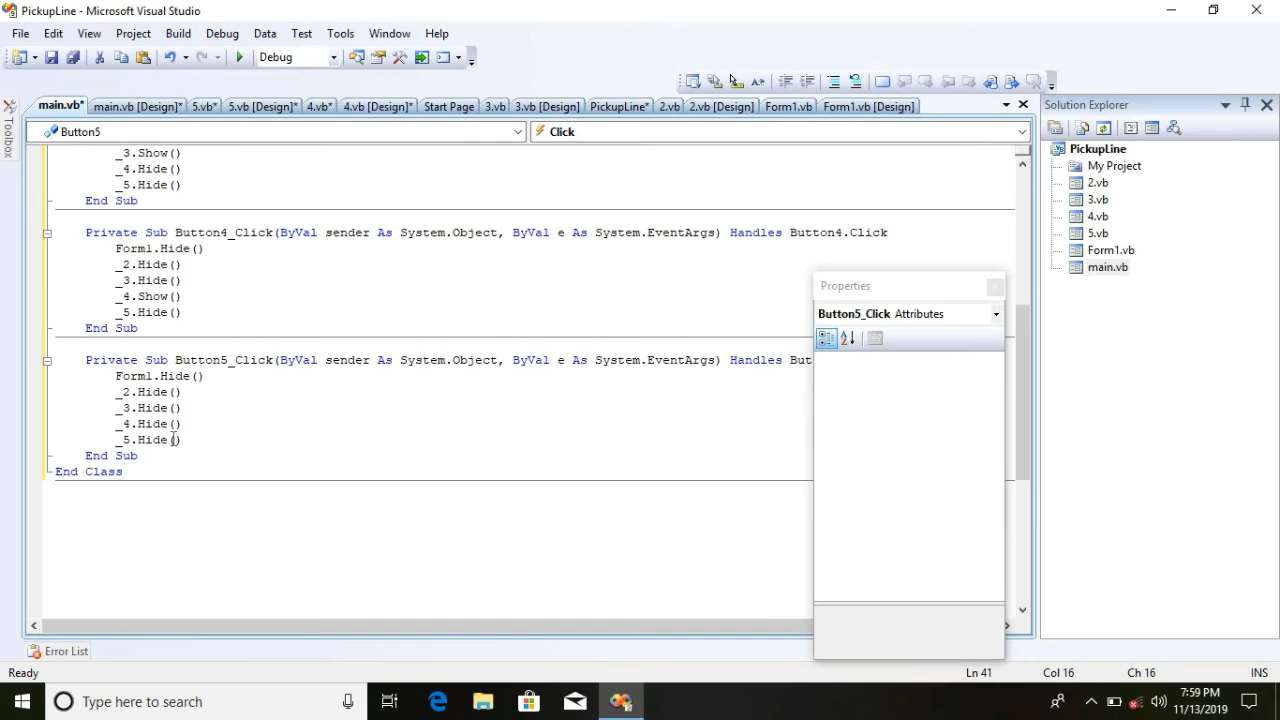 PickupLine - Microsoft Visual Studio
File Edit View Project Build Debug Data Test Tools Window Help
Debug
main.vb* main.vb [Design]* 5.vb* 5.vb [Design]* 4.vb* 4.vb [Design]* Start Page 3.vb 3.vb [Design] PickupLine* 2.vb 2.vb [Design] Form1.vb Form1.vb [Design]
Solution Explorer
Toolbox
Button5 Click
PickupLine
My Project
2.vb
3.vb
4.vb
5.vb
Form1.vb
main.vb
_3.Show()
_4.Hide()
_5.Hide()
End Sub
Private Sub Button4_Click(ByVal sender As System.Object, ByVal e As System.EventArgs) Handles Button4.Click
Form1.Hide()
_2.Hide()
_3.Hide()
_4.Show()
_5.Hide()
End Sub
Private Sub Button5_Click(ByVal sender As System.Object, ByVal e As System.EventArgs) Handles But
Form1.Hide()
_2.Hide()
_3.Hide()
_4.Hide()
_5.Hide()
End Sub
End Class
Properties
Button5_Click Attributes
Error List
Ready Ln 41 Col 16 Ch 16 INS
Type here to search
7:59 PM
11/13/2019